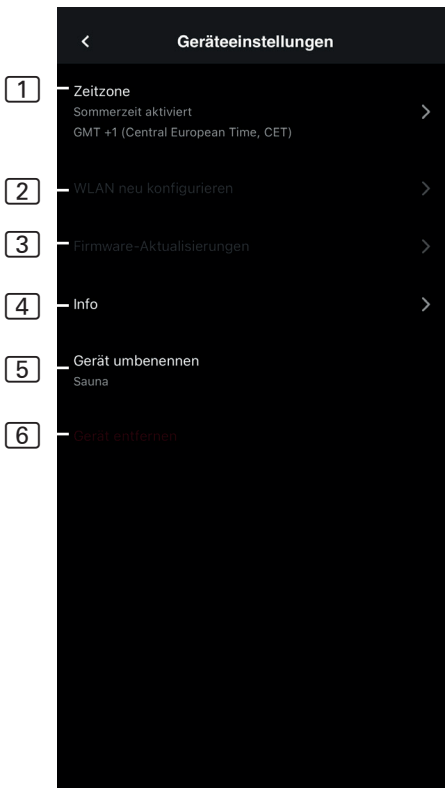 Geräteeinstellungen
1 Zeitzone
Sommerzeit aktiviert
GMT +1 (Central European Time, CET)
2 WLAN neu konfigurieren
3 Firmware-Aktualisierungen
4 Info
5 Gerät umbenennen
Sauna
6 Gerät entfernen